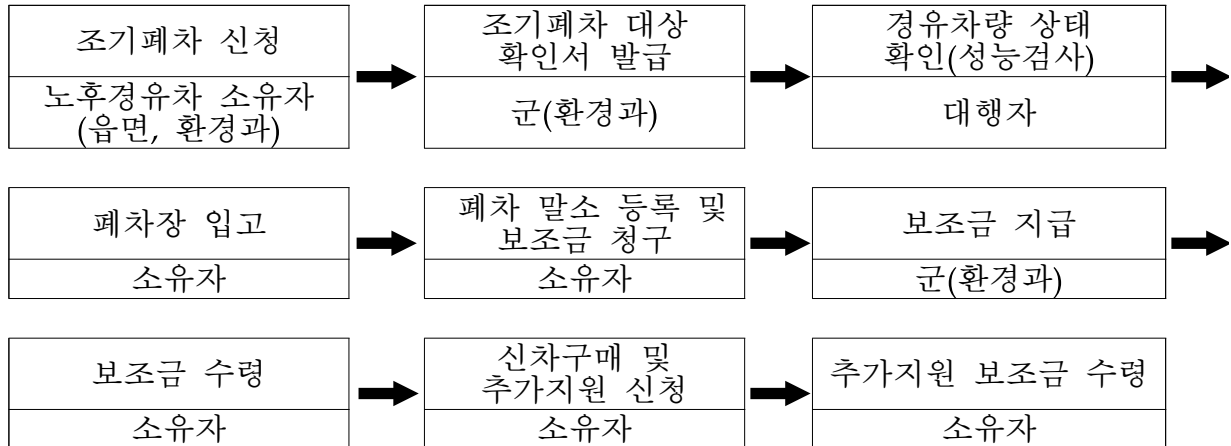 조기폐차 신청
노후경유차 소유자
(읍면, 환경과)
조기폐차 대상
확인서 발급
군(환경과)
경유차량 상태
확인(성능검사)
대행자
폐차장 입고
소유자
폐차 말소 등록 및
보조금 청구
소유자
보조금 지급
군(환경과)
보조금 수령
소유자
신차구매 및
추가지원 신청
소유자
추가지원 보조금 수령
소유자